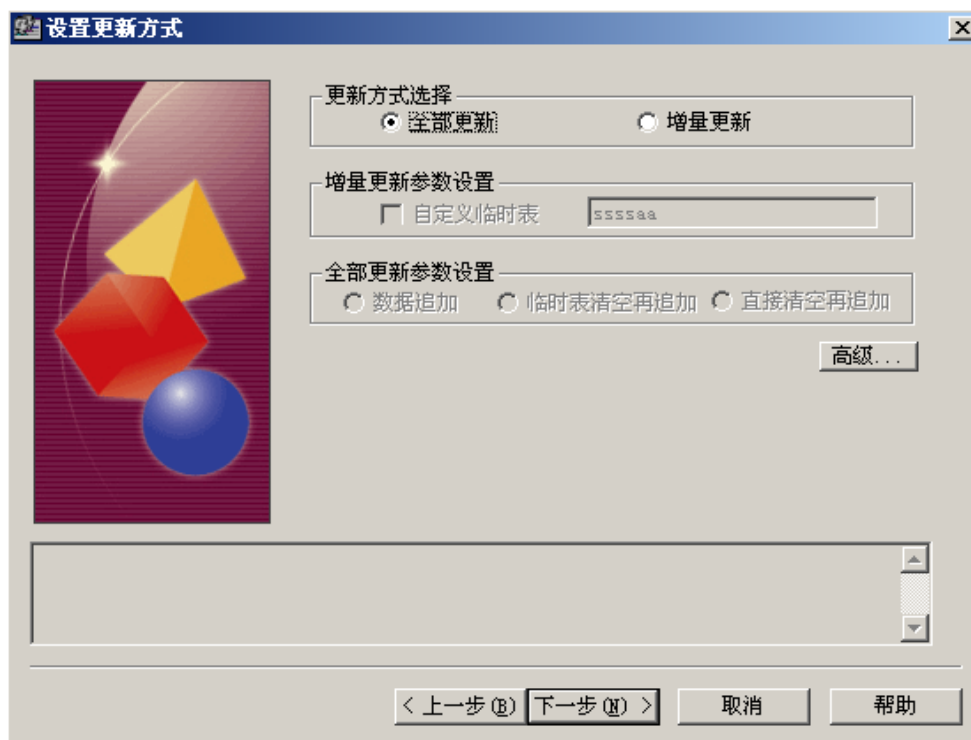 设置更新方式
更新方式选择
全部更新 增量更新
增量更新参数设置
自定义临时表 ssssaa
全部更新参数设置
数据追加 临时表清空再追加 直接清空再追加
高级...
< 上一步(B) 下一步(N) > 取消 帮助